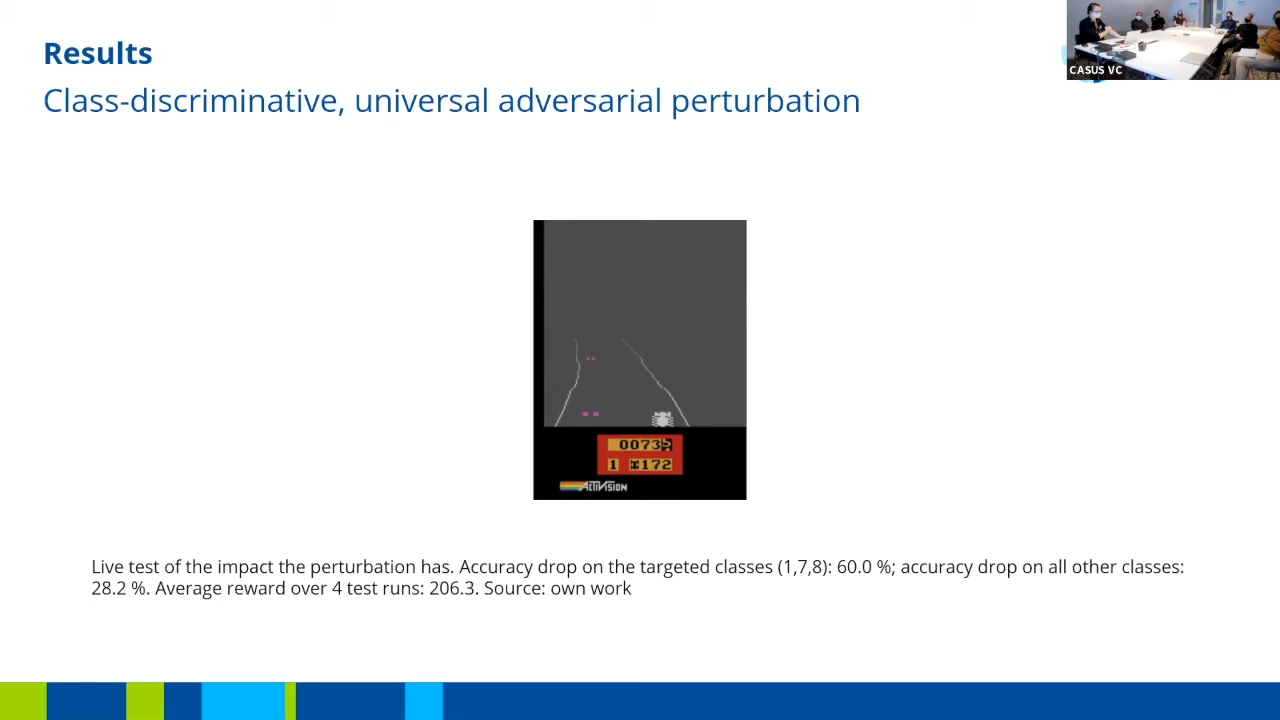 Results
Class-discriminative, universal adversarial perturbation
CASUS VC
0073
1 172
ACTIVISION
Live test of the impact the perturbation has. Accuracy drop on the targeted classes (1,7,8): 60.0 %; accuracy drop on all other classes:
28.2 %. Average reward over 4 test runs: 206.3. Source: own work